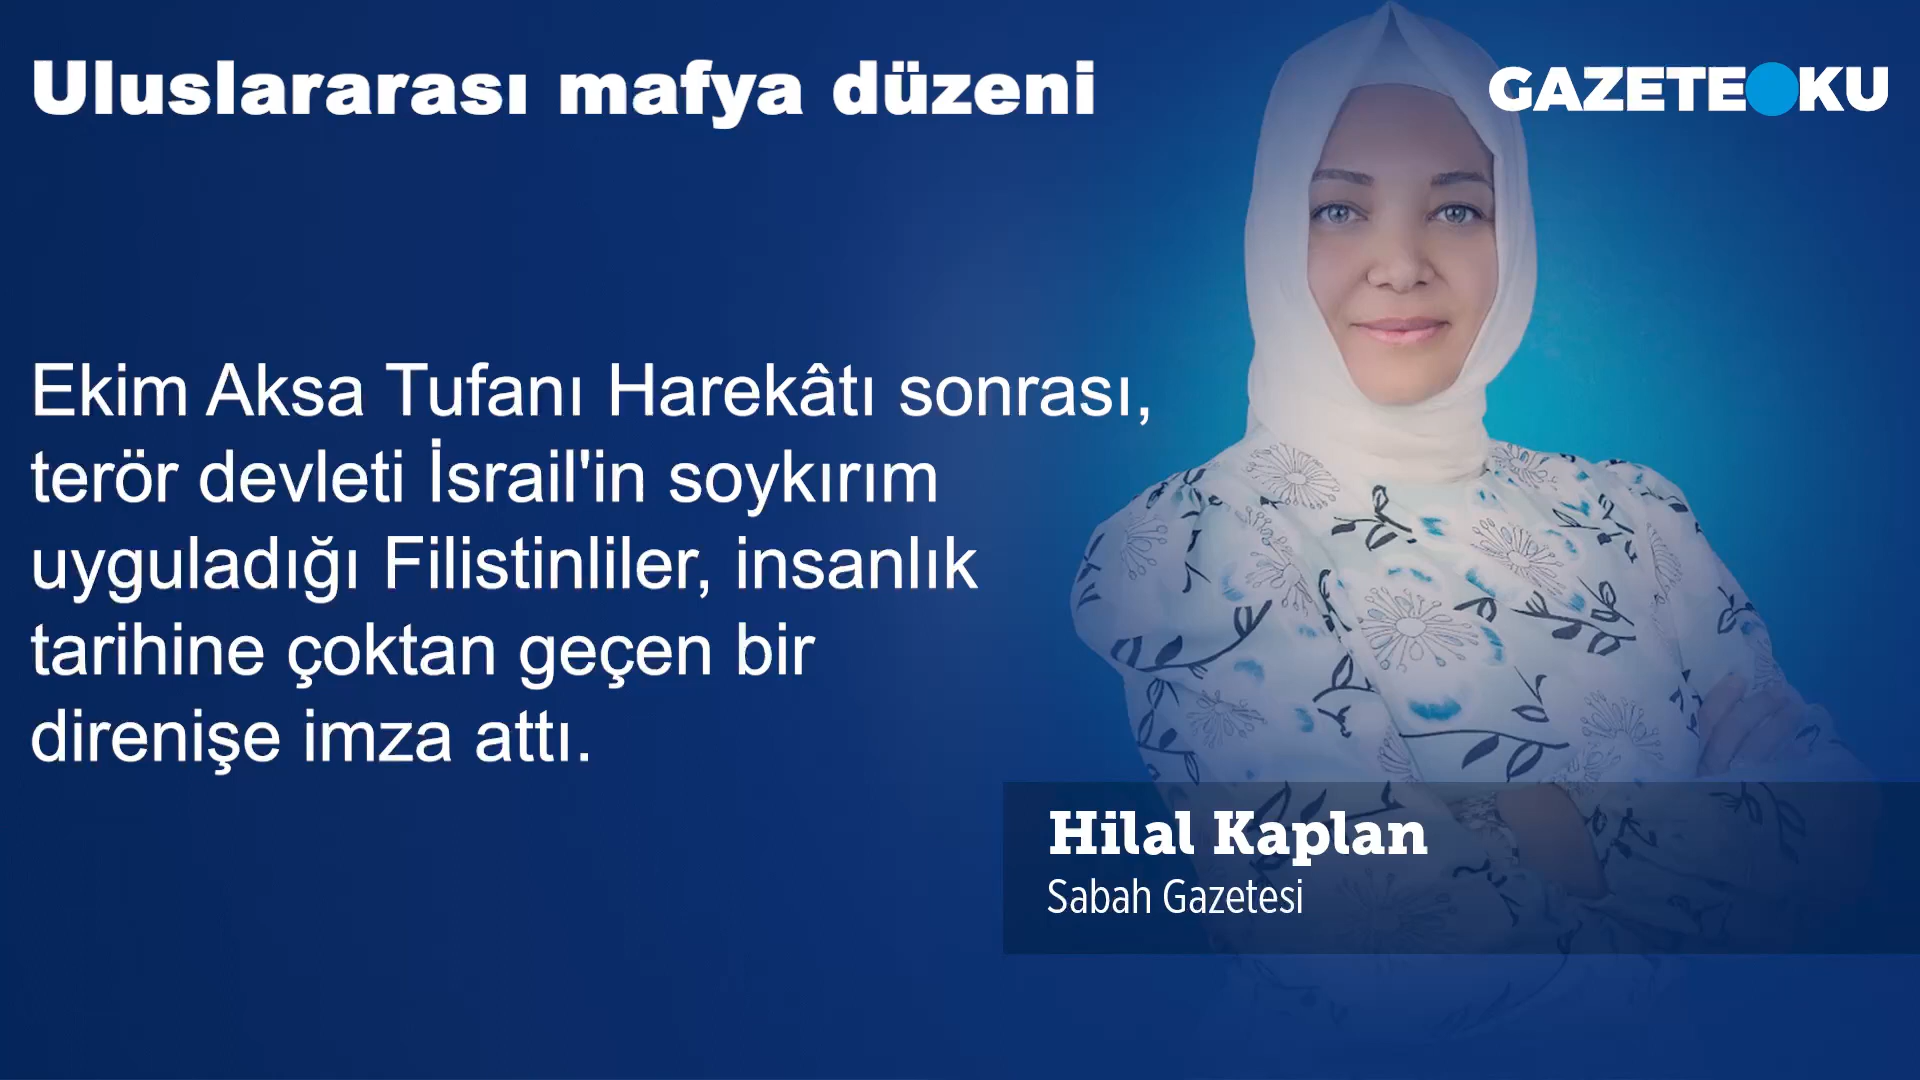 Uluslararası mafya düzeni
GAZETEOKU
Ekim Aksa Tufanı Harekâtı sonrası,
terör devleti İsrail'in soykırım
uyguladığı Filistinliler, insanlık
tarihine çoktan geçen bir
direnişe imza attı.
Hilal Kaplan
Sabah Gazetesi